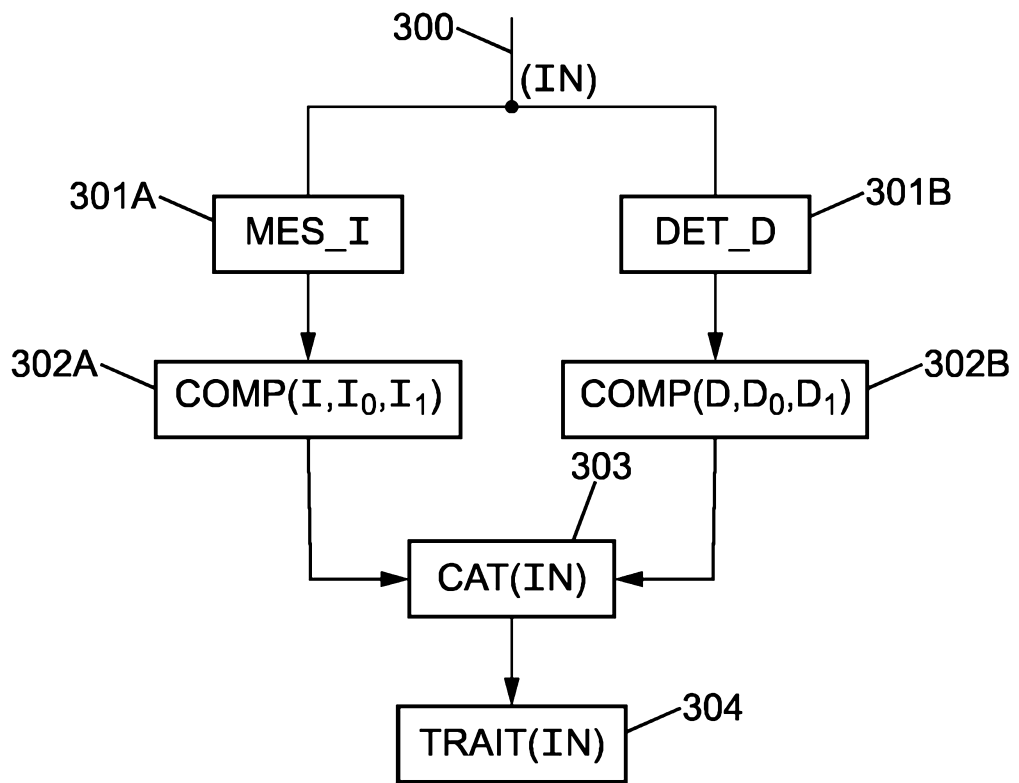 300
(IN)
301A
MES_I
DET_D
301B
302A
COMP(I,I₀,I₁)
COMP(D,D₀,D₁)
302B
303
CAT(IN)
TRAIT(IN)
304